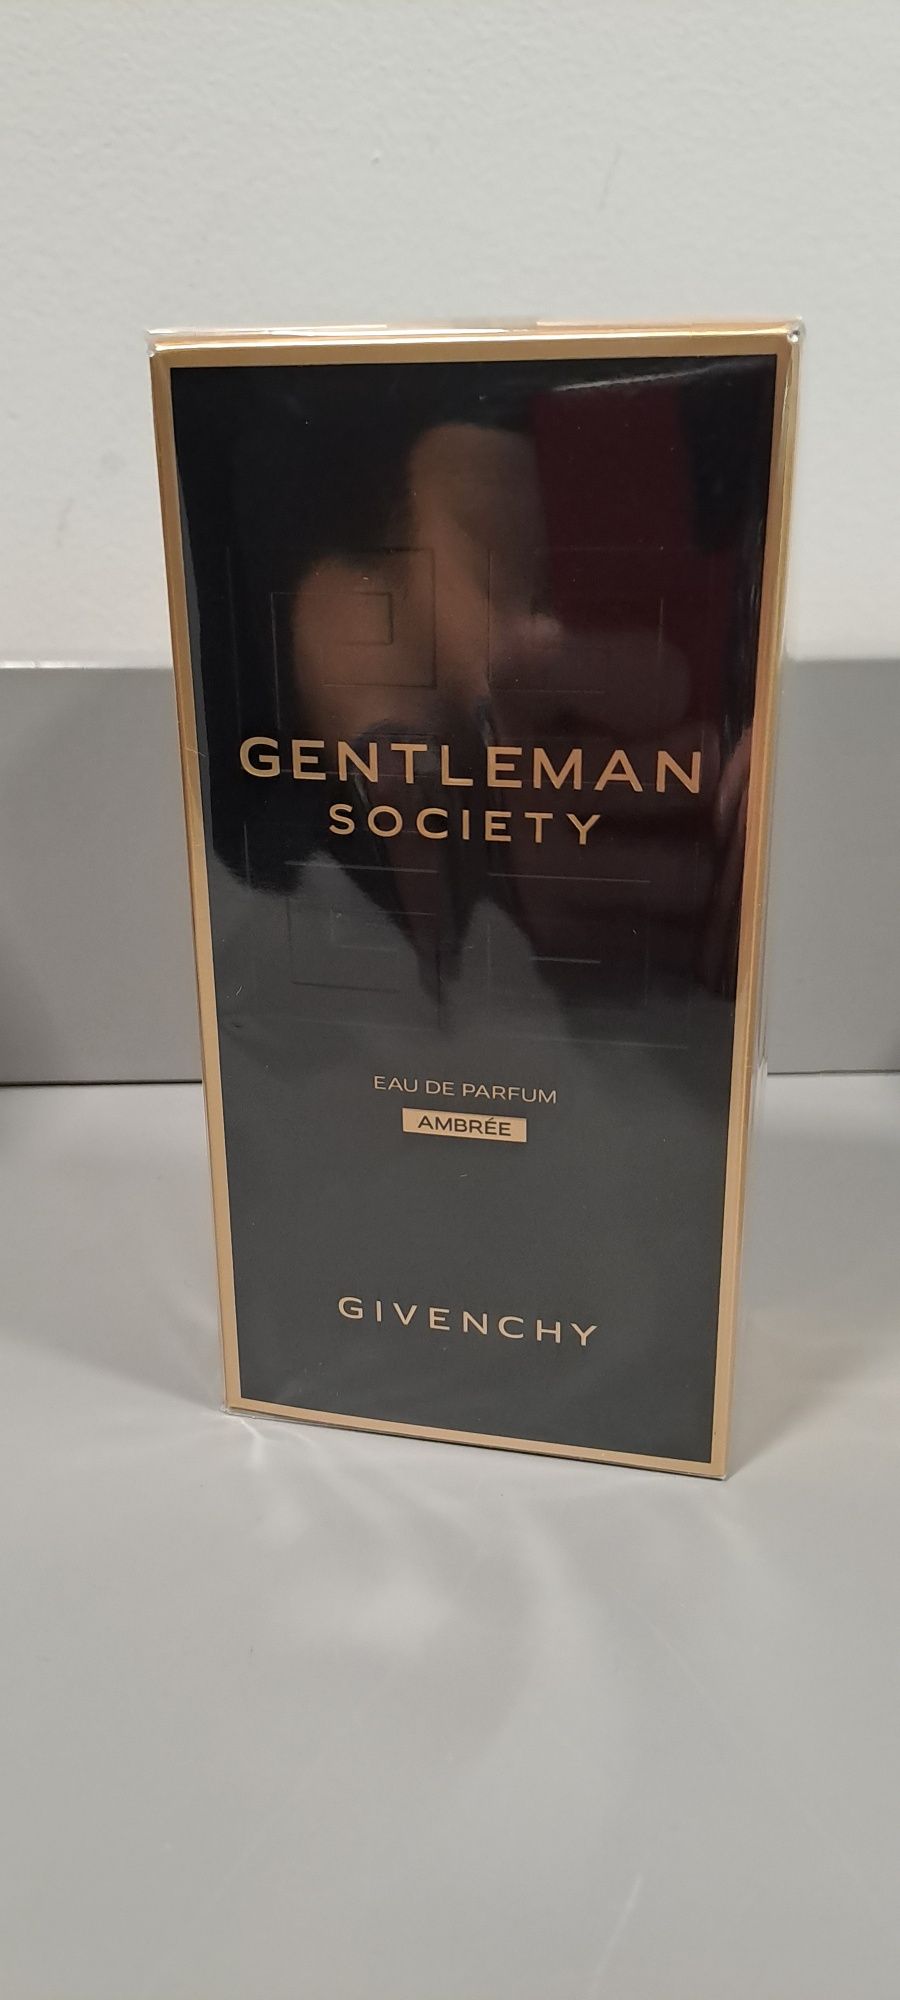 GENTLEMAN
SOCIETY
EAU DE PARFUM
AMBRÉE
GIVENCHY